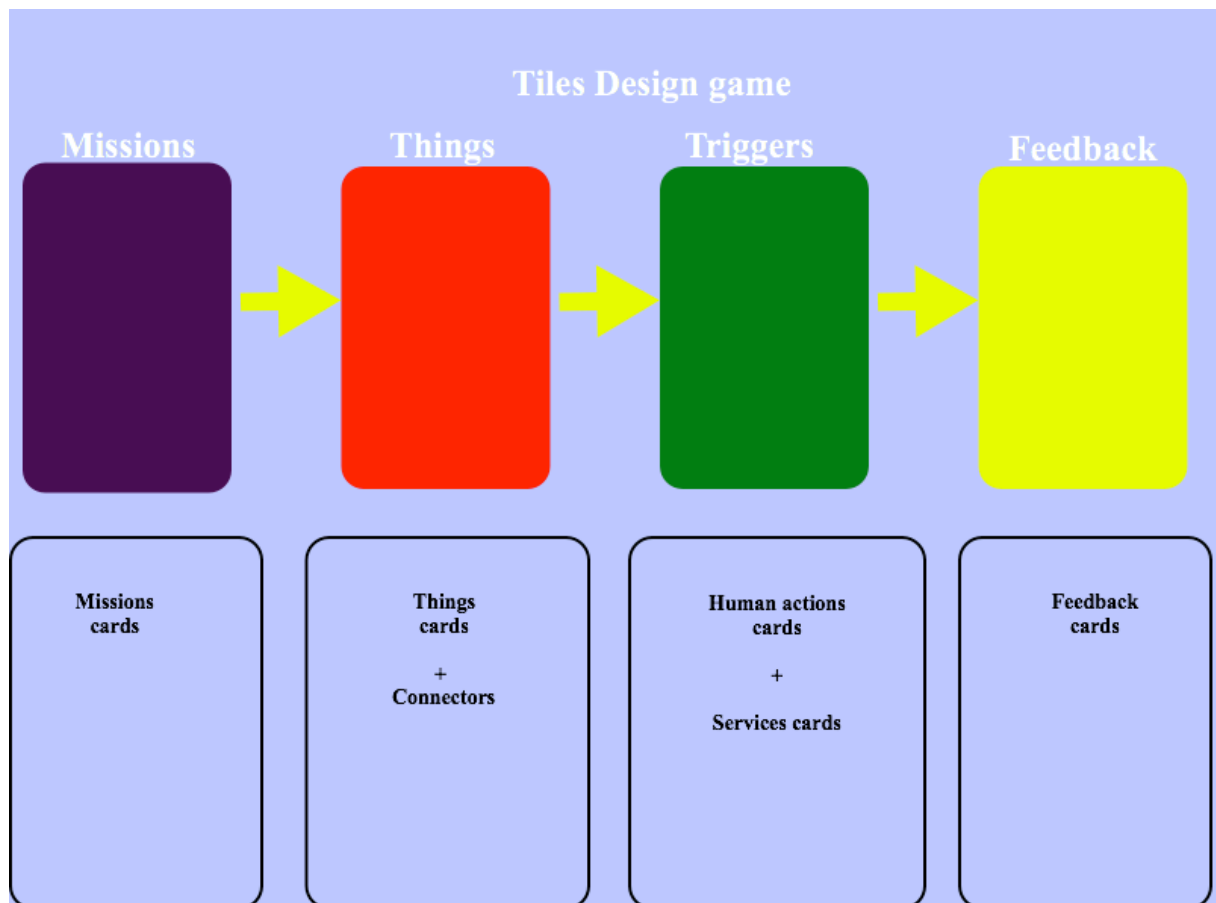 Tiles Design game
Missions
Things
Triggers
Feedback
Missions
cards
Things
cards
+
Connectors
Human actions
cards
+
Services cards
Feedback
cards